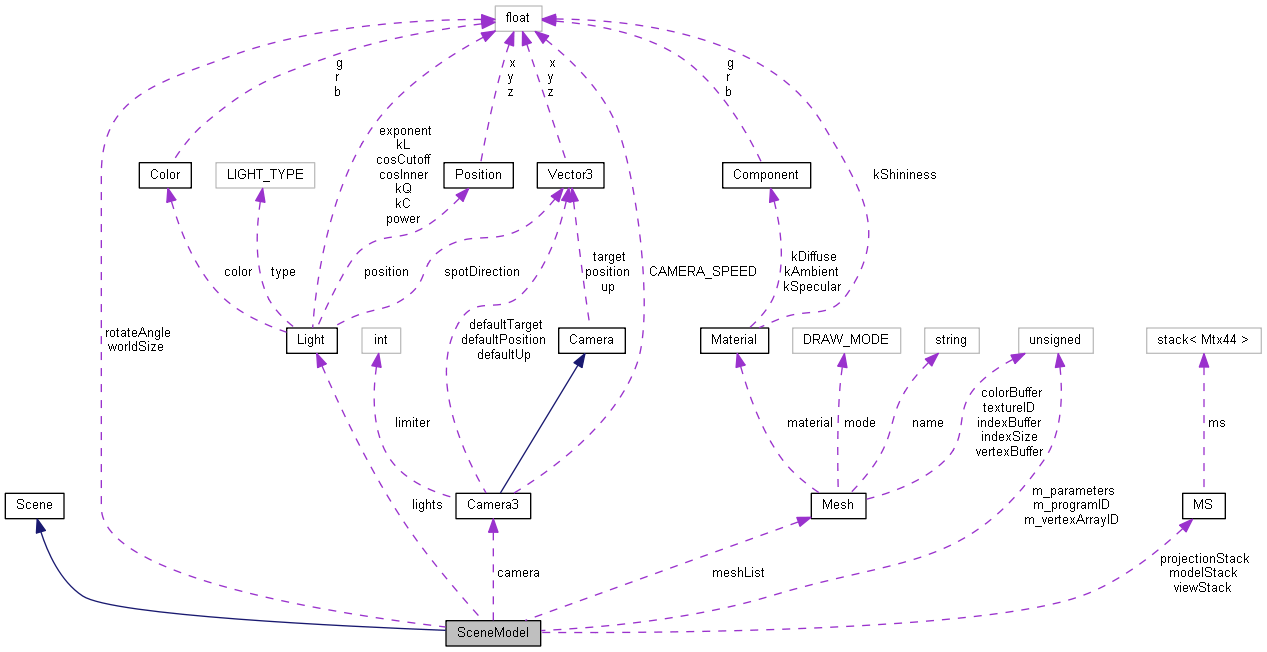 float
g
r
b
x
y
z
x
y
z
g
r
b
exponent
kL
cosCutoff
cosInner
kQ
kC
power
Color
LIGHT_TYPE
Position
Vector3
Component
kShininess
color
type
position
spotDirection
target
position
up
CAMERA_SPEED
kDiffuse
kAmbient
kSpecular
rotateAngle
worldSize
Light
int
defaultTarget
defaultPosition
defaultUp
Camera
Material
DRAW_MODE
string
unsigned
stack< Mtx44 >
limiter
material
mode
name
colorBuffer
textureID
indexBuffer
indexSize
vertexBuffer
ms
Scene
lights
Camera3
Mesh
m_parameters
m_programID
m_vertexArrayID
MS
camera
meshList
projectionStack
modelStack
viewStack
SceneModel